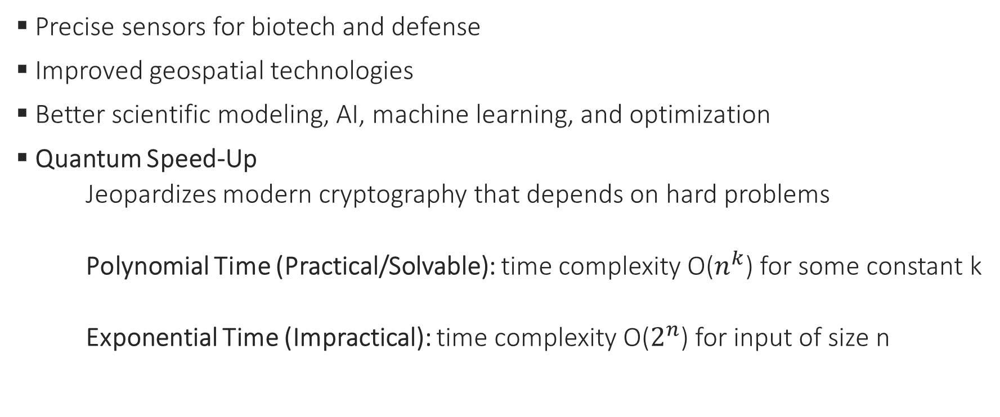 ▪ Precise sensors for biotech and defense
▪ Improved geospatial technologies
▪ Better scientific modeling, AI, machine learning, and optimization
▪ Quantum Speed-Up
Jeopardizes modern cryptography that depends on hard problems
Polynomial Time (Practical/Solvable): time complexity O(n^k) for some constant k
Exponential Time (Impractical): time complexity O(2^n) for input of size n